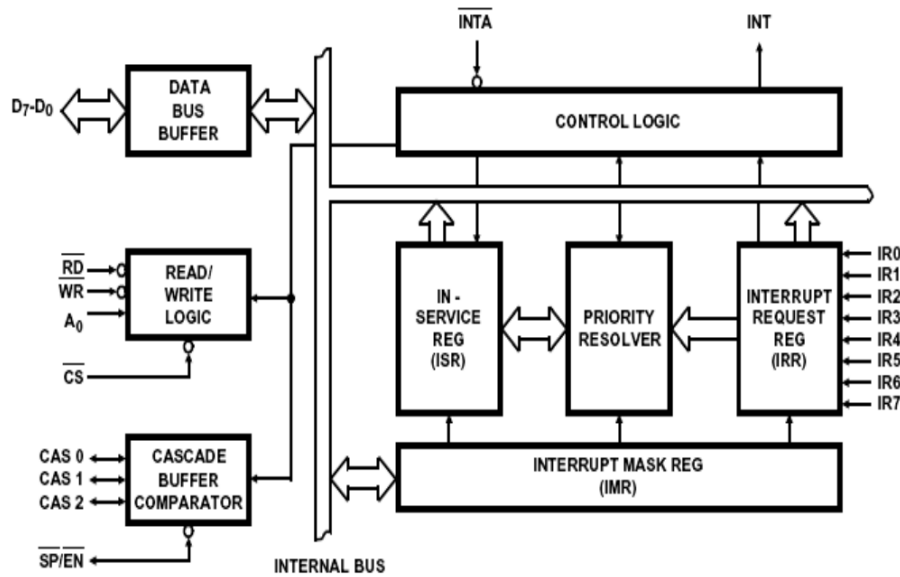 INTA
INT
D7-D0
DATA
BUS
BUFFER
CONTROL LOGIC
RD
WR
A0
CS
READ/
WRITE
LOGIC
IN -
SERVICE
REG
(ISR)
PRIORITY
RESOLVER
INTERRUPT
REQUEST
REG
(IRR)
IR0
IR1
IR2
IR3
IR4
IR5
IR6
IR7
CAS 0
CAS 1
CAS 2
CASCADE
BUFFER
COMPARATOR
INTERRUPT MASK REG
(IMR)
SP/EN
INTERNAL BUS